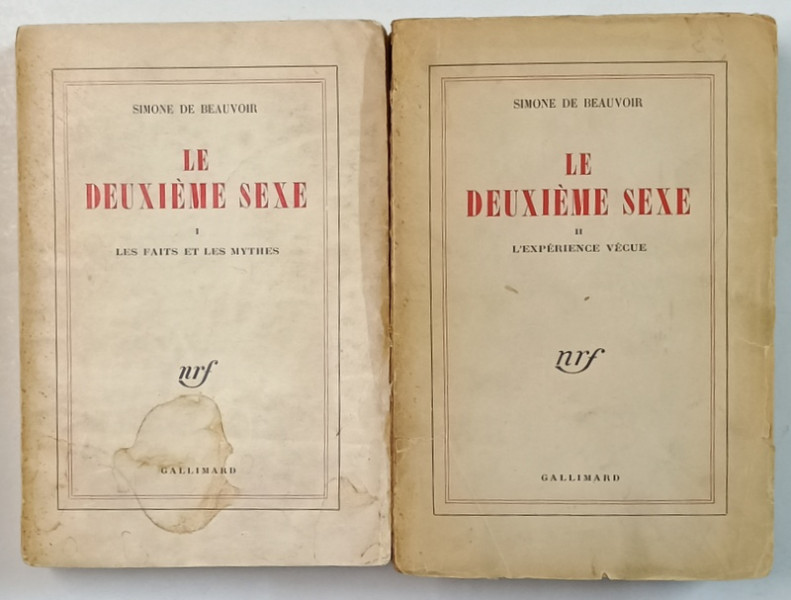 SIMONE DE BEAUVOIR
LE
DEUXIÈME SEXE
I
LES FAITS ET LES MYTHES
nrf
GALLIMARD
SIMONE DE BEAUVOIR
LE
DEUXIÈME SEXE
II
L'EXPÉRIENCE VÉCUE
nrf
GALLIMARD